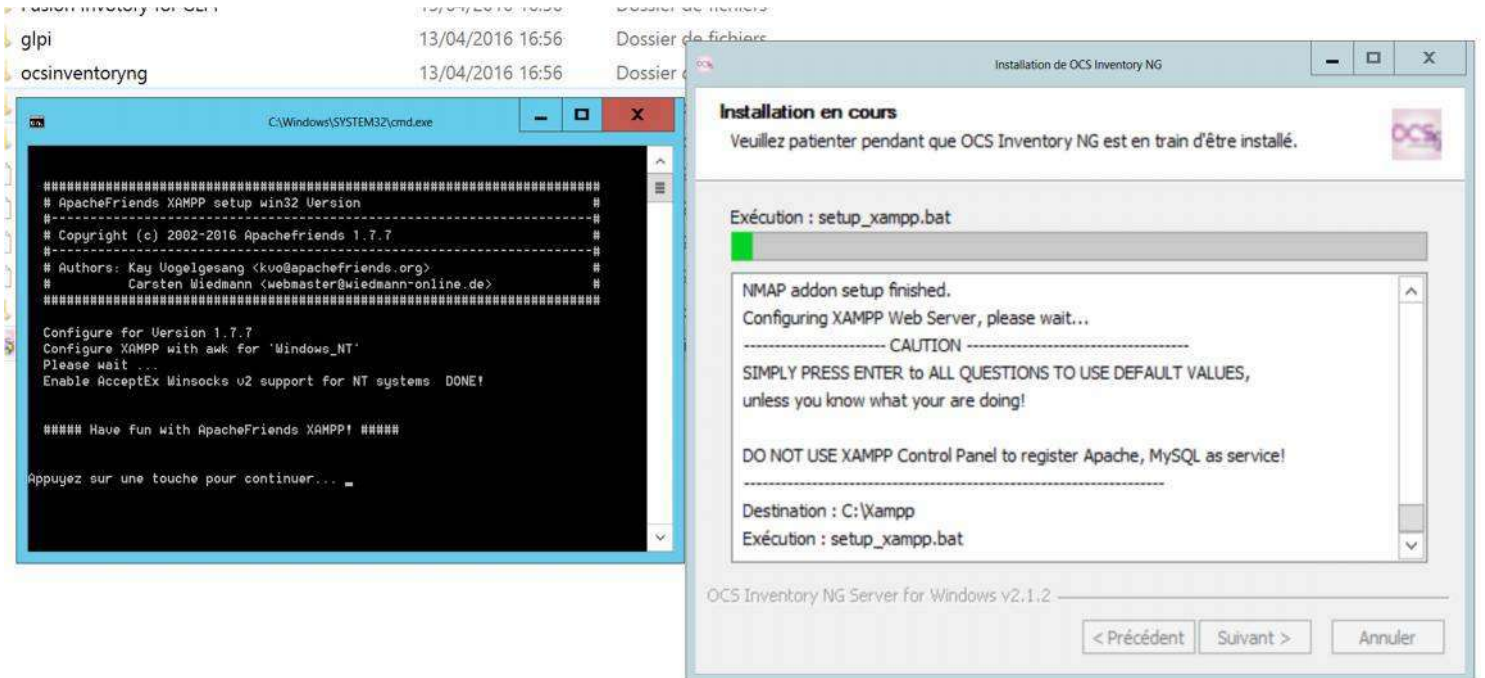 glpi
13/04/2016 16:56
Dossier de fichiers
ocsinventoryng
13/04/2016 16:56
Dossier
C:\Windows\SYSTEM32\cmd.exe
###########################################################################
# ApacheFriends XAMPP setup win32 Version #
#-------------------------------------------------------------------------#
# Copyright (c) 2002-2016 Apachefriends 1.7.7 #
#-------------------------------------------------------------------------#
# Authors: Kay Vogelgesang <kvo@apachefriends.org> #
# Carsten Wiedmann <webmaster@wiedmann-online.de> #
###########################################################################
Configure for Version 1.7.7
Configure XAMPP with awk for 'Windows_NT'
Please wait ...
Enable AcceptEx Winsocks v2 support for NT systems DONE!
##### Have fun with ApacheFriends XAMPP! #####
Appuyez sur une touche pour continuer... _
OCS
Installation de OCS Inventory NG
Installation en cours
Veuillez patienter pendant que OCS Inventory NG est en train d'être installé.
OCS
Exécution : setup_xampp.bat
NMAP addon setup finished.
Configuring XAMPP Web Server, please wait...
----------------------- CAUTION ------------------------------------
SIMPLY PRESS ENTER to ALL QUESTIONS TO USE DEFAULT VALUES,
unless you know what your are doing!
DO NOT USE XAMPP Control Panel to register Apache, MySQL as service!
--------------------------------------------------------------------
Destination : C:\Xampp
Exécution : setup_xampp.bat
OCS Inventory NG Server for Windows v2.1.2
< Précédent
Suivant >
Annuler